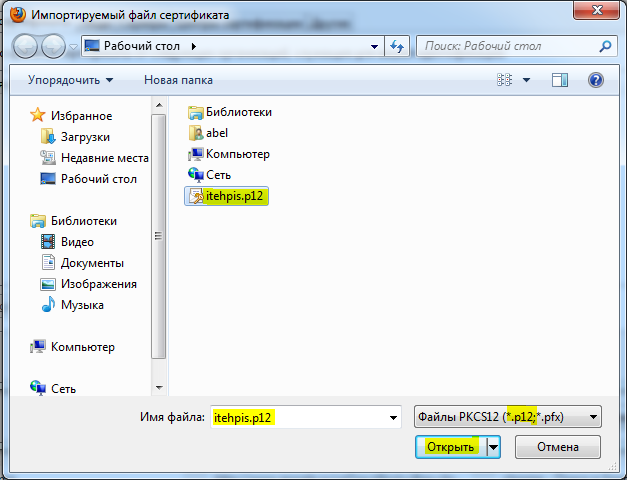 Импортируемый файл сертификата
Рабочий стол
Поиск: Рабочий стол
Упорядочить
Новая папка
Избранное
Загрузки
Недавние места
Рабочий стол
Библиотеки
Видео
Документы
Изображения
Музыка
Компьютер
Сеть
Библиотеки
abel
Компьютер
Сеть
itehpis.p12
Имя файла:
itehpis.p12
Файлы PKCS12 (*.p12;*.pfx)
Открыть
Отмена